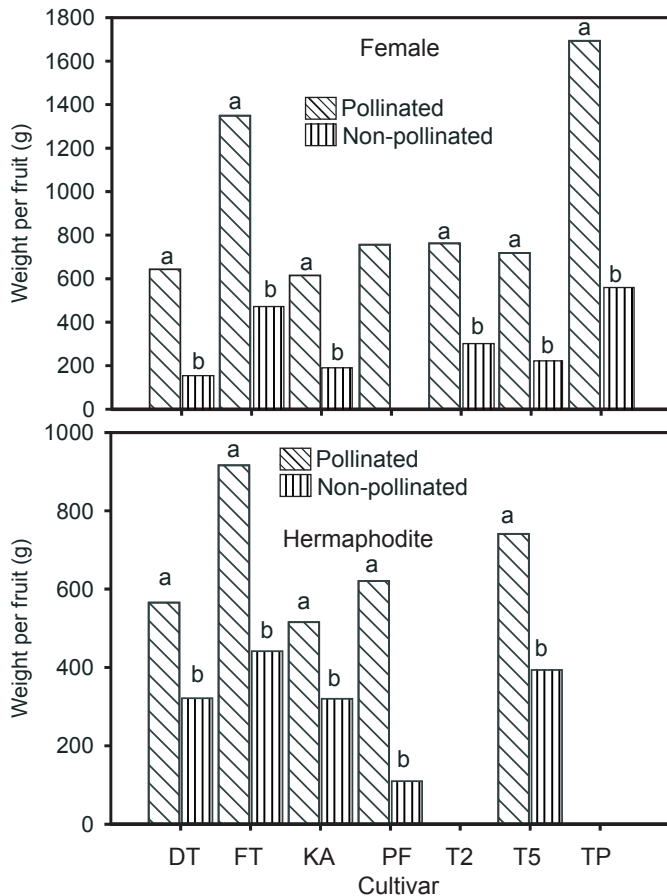 1800
Female
1600
a
Pollinated
Non-pollinated
1400
1200
1000
800
600
400
200
0
Weight per fruit (g)
a b a b a b a b a b a b
1000
Pollinated
Non-pollinated
Hermaphodite
800
600
400
200
0
Weight per fruit (g)
a b a b a b a b a b
DT FT KA PF T2 T5 TP
Cultivar